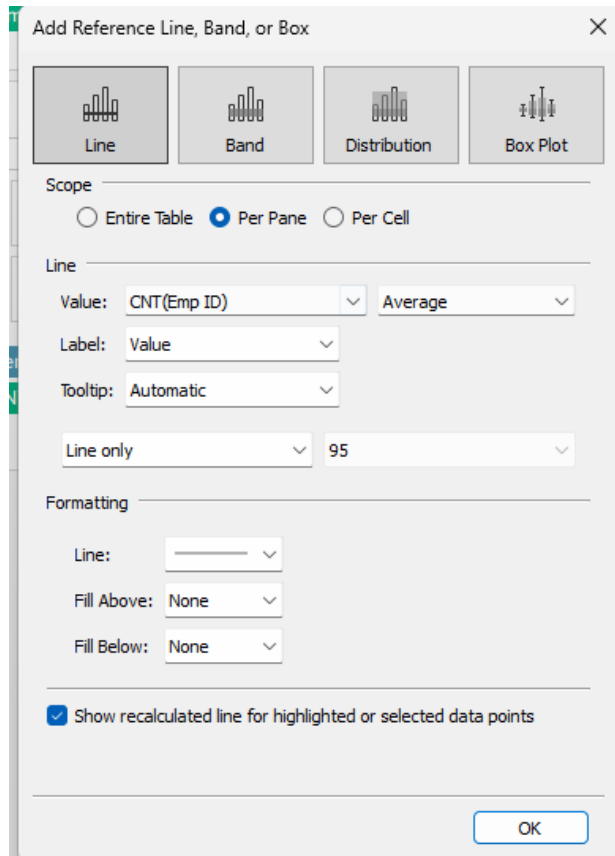 Add Reference Line, Band, or Box
Line Band Distribution Box Plot
Scope
Entire Table Per Pane Per Cell
Line
Value: CNT(Emp ID) Average
Label: Value
Tooltip: Automatic
Line only 95
Formatting
Line:
Fill Above: None
Fill Below: None
Show recalculated line for highlighted or selected data points
OK